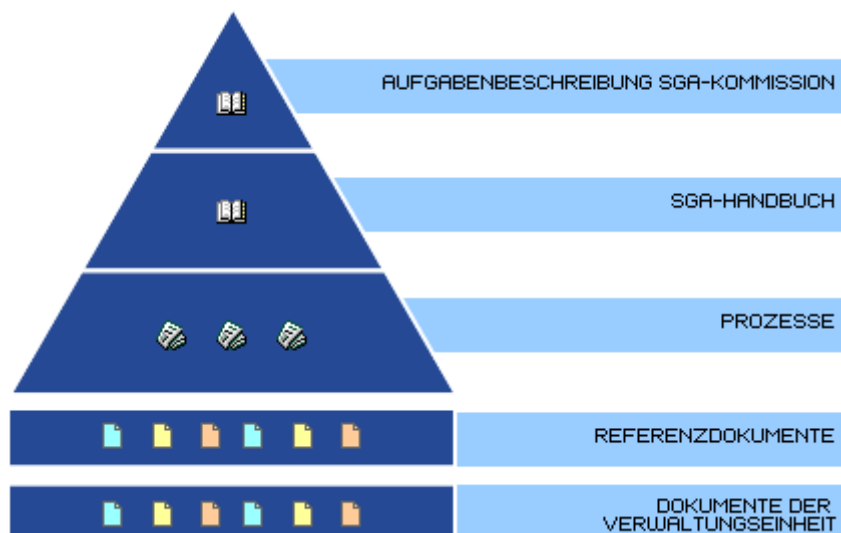 AUFGABENBESCHREIBUNG SGA-KOMMISSION
SGA-HANDBUCH
PROZESSE
REFERENZDOKUMENTE
DOKUMENTE DER
VERWALTUNGSEINHEIT